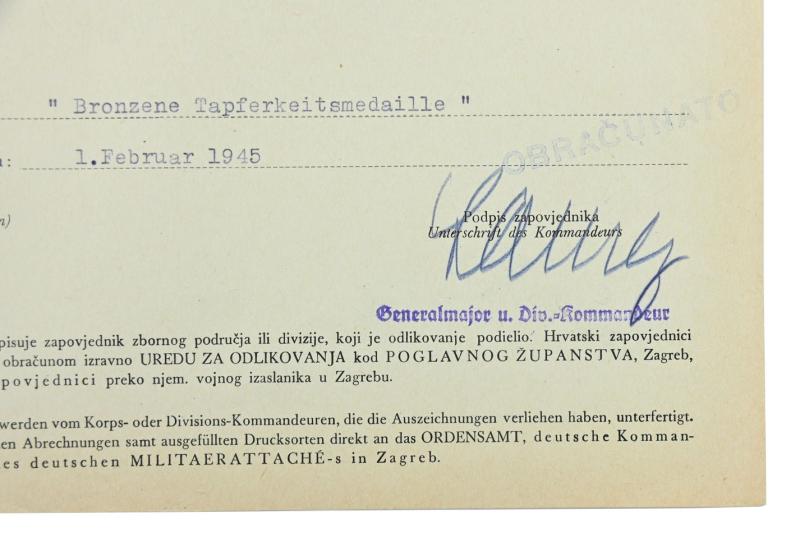 " Bronzene Tapferkeitsmedaille "
OBRAČUNATO
: 1.Februar 1945
n)
Podpis zapovjednika
Unterschrift des Kommandeurs
Generalmajor u. Div.-Kommandeur
pisuje zapovjednik zbornog područja ili divizije, koji je odlikovanje podielio. Hrvatski zapovjednici
obračunom izravno UREDU ZA ODLIKOVANJA kod POGLAVNOG ŽUPANSTVA, Zagreb,
povjednici preko njem. vojnog izaslanika u Zagrebu.
werden vom Korps- oder Divisions-Kommandeuren, die die Auszeichnungen verliehen haben, unterfertigt.
en Abrechnungen samt ausgefüllten Drucksorten direkt an das ORDENSAMT, deutsche Komman-
es deutschen MILITAERATTACHÉ-s in Zagreb.